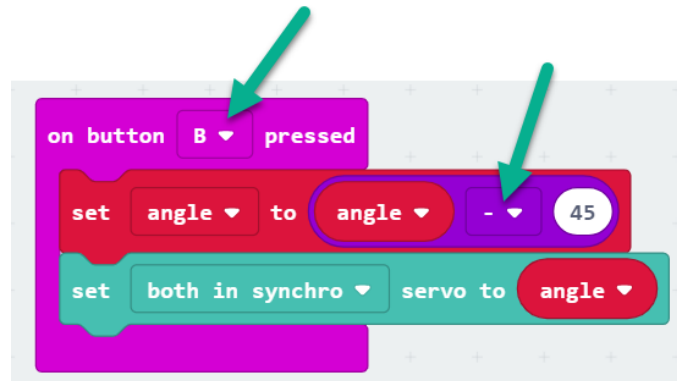 on button B pressed
set angle to angle - 45
set both in synchro servo to angle